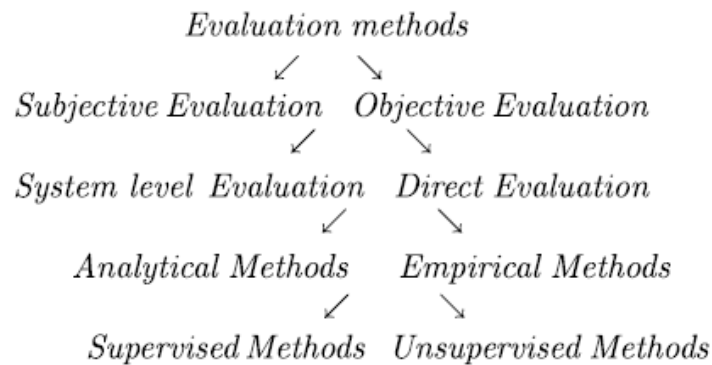 Evaluation methods
Subjective Evaluation Objective Evaluation
System level Evaluation Direct Evaluation
Analytical Methods Empirical Methods
Supervised Methods Unsupervised Methods